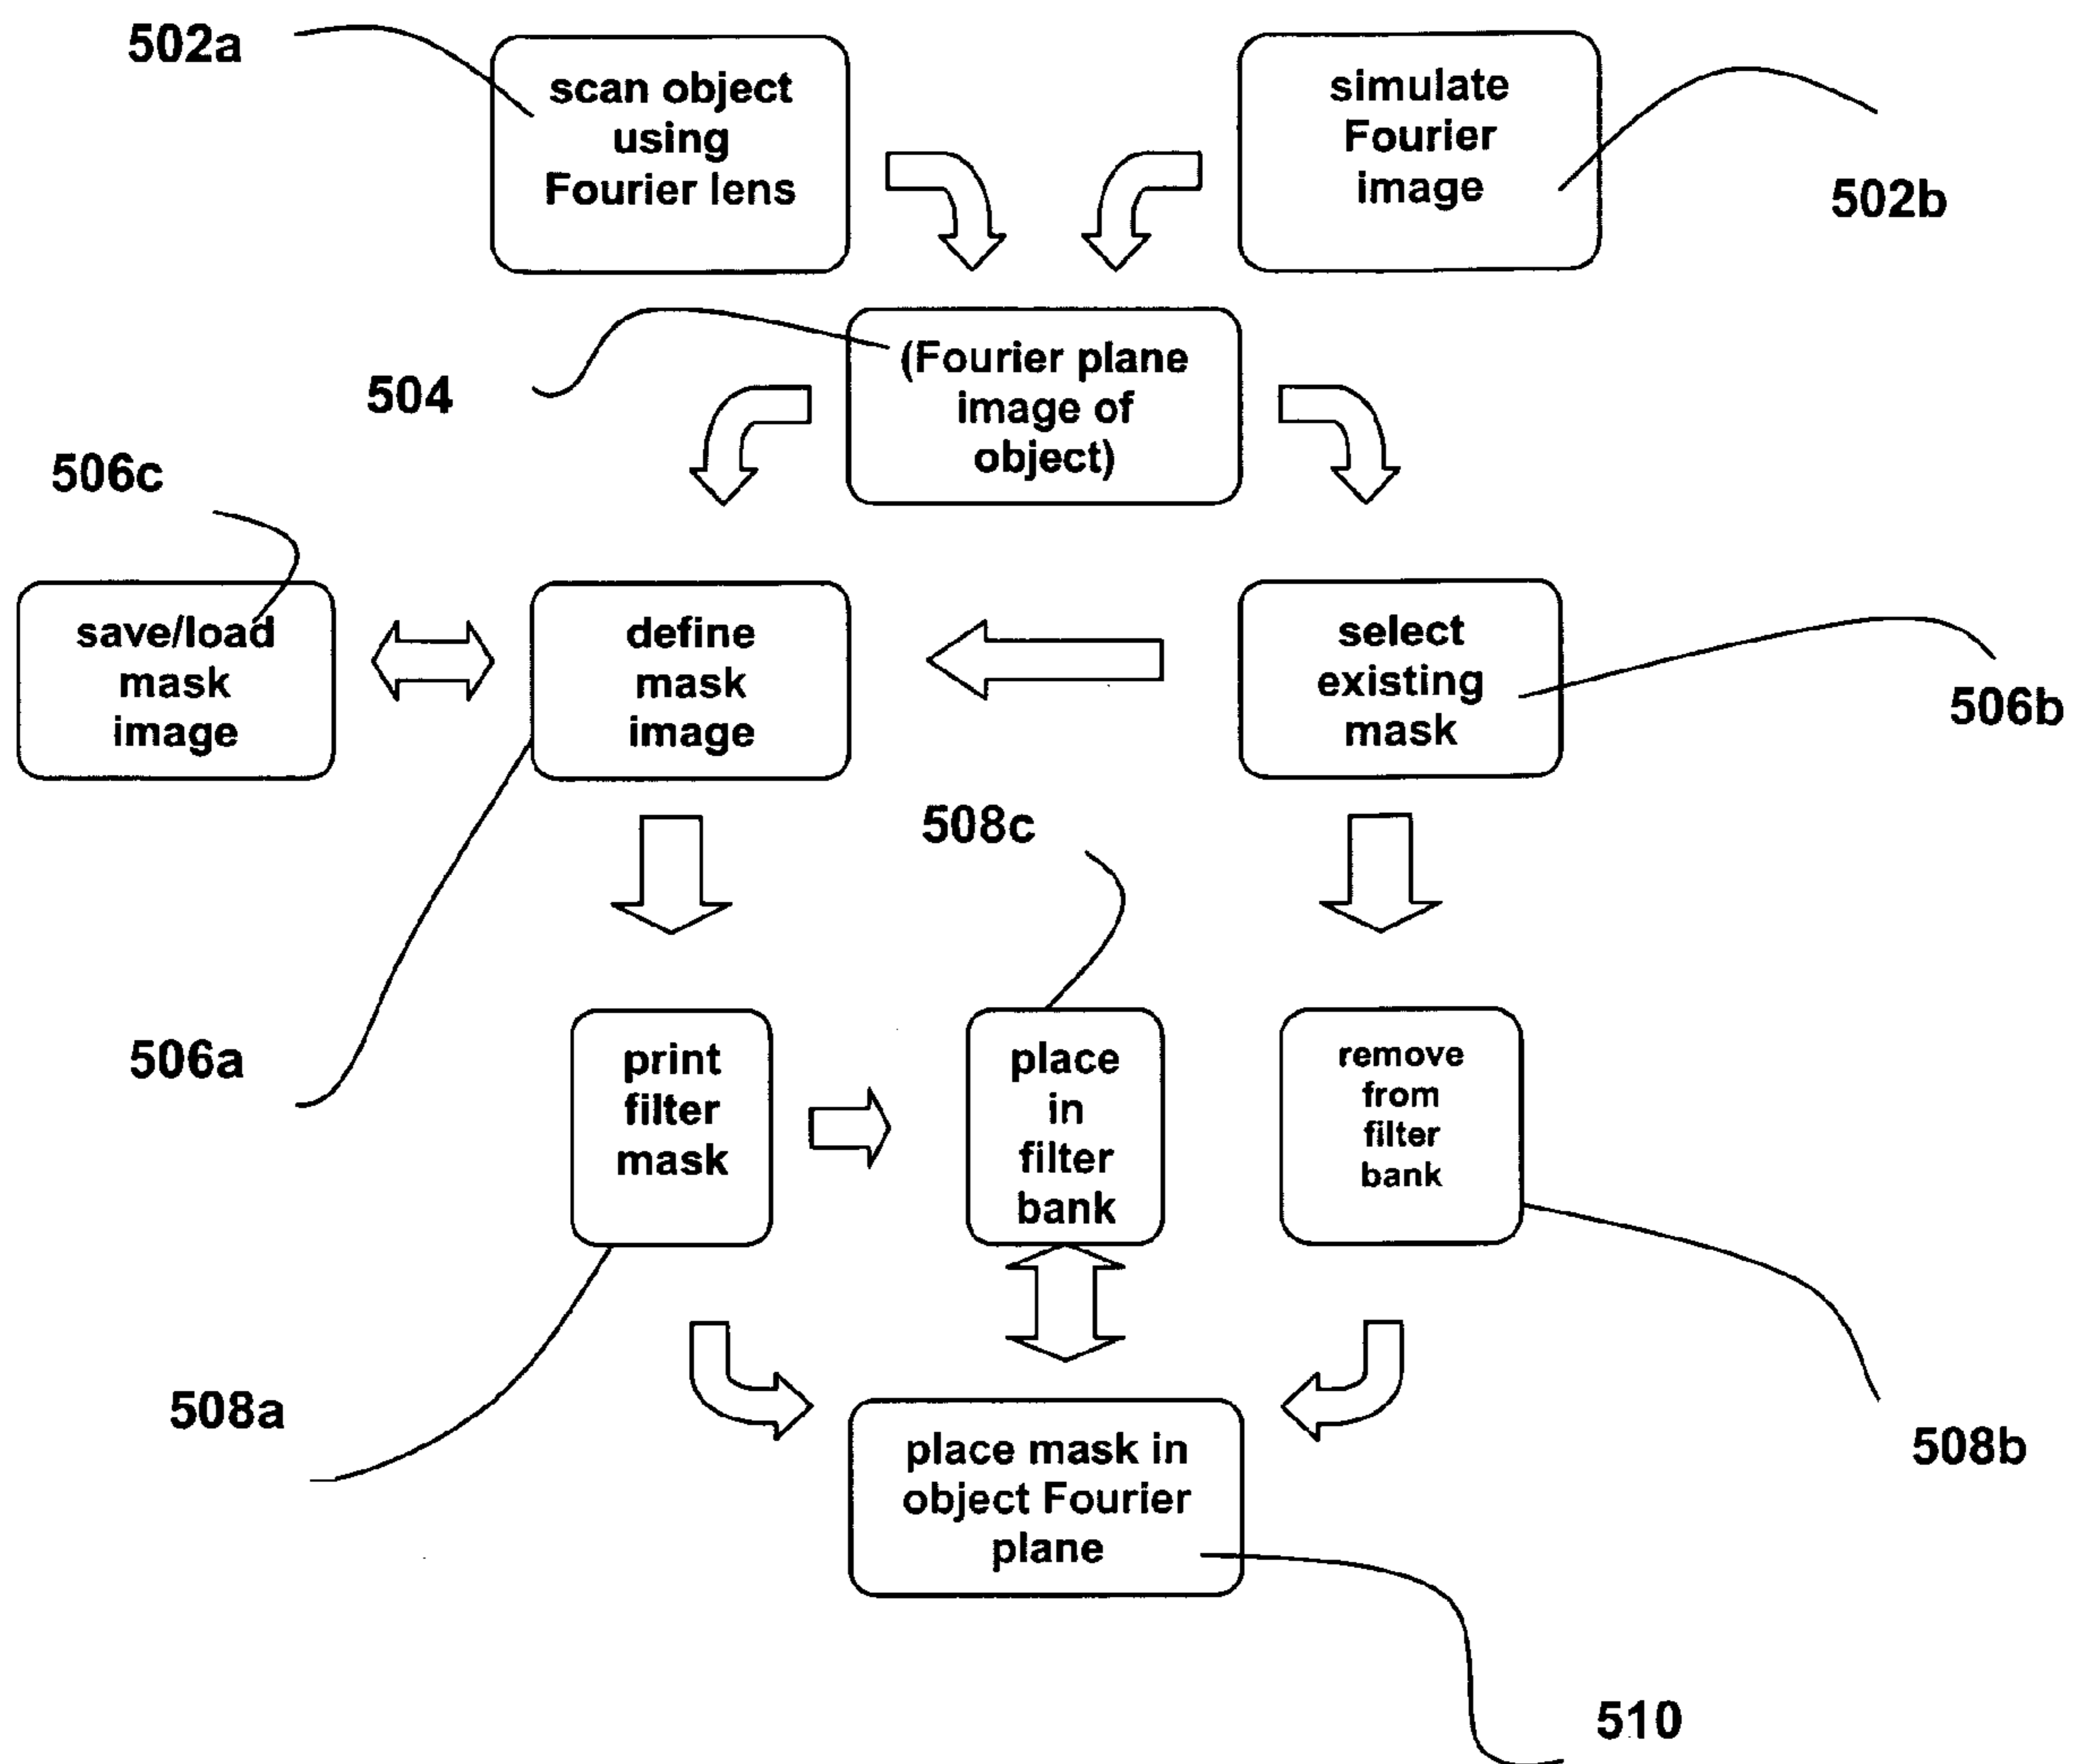 502a
scan object
using
Fourier lens
simulate
Fourier
image
502b
504
(Fourier plane
image of
object)
506c
save/load
mask
image
define
mask
image
select
existing
mask
506b
508c
506a
print
filter
mask
place
in
filter
bank
remove
from
filter
bank
508a
place mask in
object Fourier
plane
508b
510